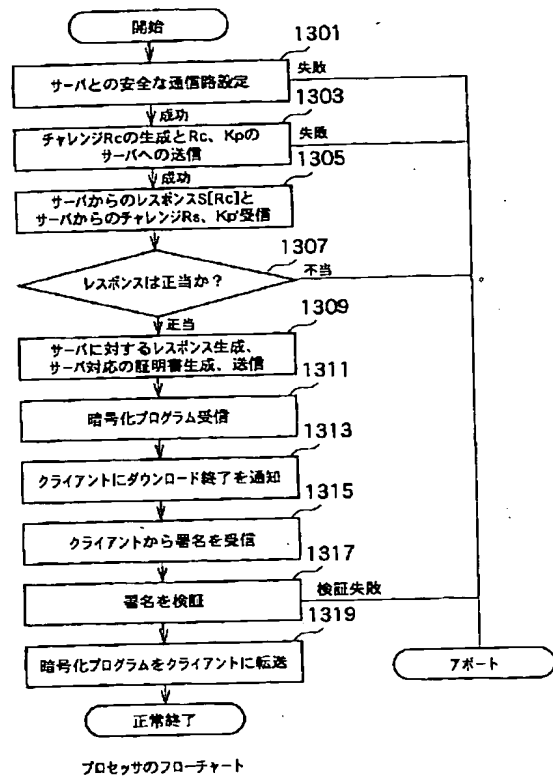 開始
1301
サーバとの安全な通信路設定
失敗
成功
1303
チャレンジRcの生成とRc、Kpの
サーバへの送信
失敗
成功
1305
サーバからのレスポンスS[Rc]と
サーバからのチャレンジRs、Kp'受信
1307
レスポンスは正当か？
不当
正当
1309
サーバに対するレスポンス生成、
サーバ対応の証明書生成、送信
1311
暗号化プログラム受信
1313
クライアントにダウンロード終了を通知
1315
クライアントから署名を受信
1317
署名を検証
検証失敗
1319
暗号化プログラムをクライアントに転送
アボート
正常終了
プロセッサのフローチャート